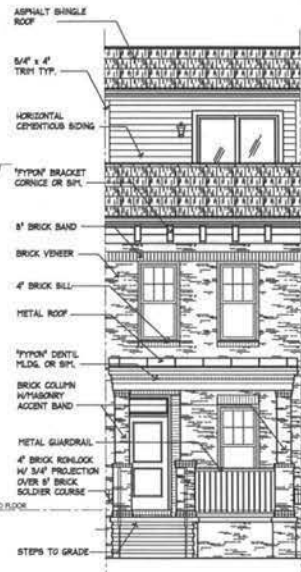 ASPHALT SHINGLE
ROOF
5/4" x 4"
TRIM TYP.
HORIZONTAL
CEMENTIOUS SIDING
"FYPON" BRACKET
CORNICE OR SIM.
8" BRICK BAND
BRICK VENEER
4" BRICK SILL
METAL ROOF
"FYPON" DENTIL
MLDG. OR SIM.
BRICK COLUMN
W/MASONRY
ACCENT BAND
METAL GUARDRAIL
4" BRICK ROWLOCK
W/ 3/4" PROJECTION
OVER 8" BRICK
SOLDIER COURSE
FLOOR
STEPS TO GRADE